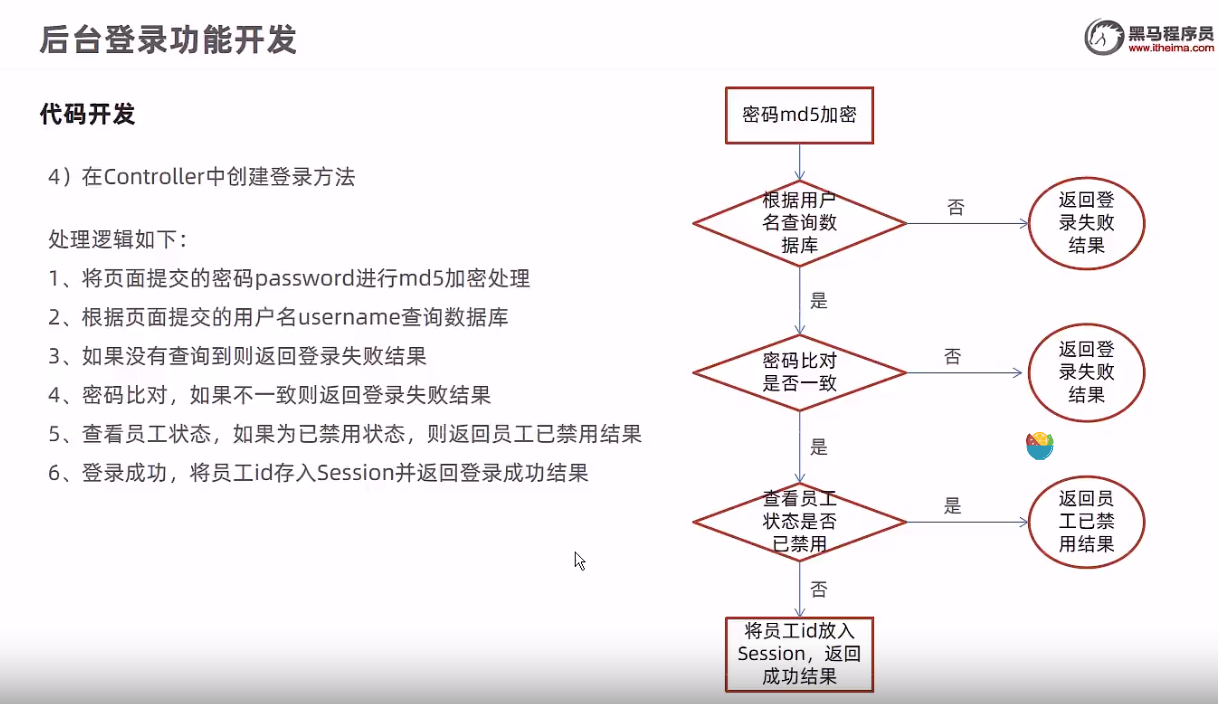 后台登录功能开发
黑马程序员
www.itheima.com
代码开发
4）在Controller中创建登录方法
处理逻辑如下：
1、将页面提交的密码password进行md5加密处理
2、根据页面提交的用户名username查询数据库
3、如果没有查询到则返回登录失败结果
4、密码比对，如果不一致则返回登录失败结果
5、查看员工状态，如果为已禁用状态，则返回员工已禁用结果
6、登录成功，将员工id存入Session并返回登录成功结果
密码md5加密
根据用户
名查询数
据库
否
返回登
录失败
结果
是
密码比对
是否一致
否
返回登
录失败
结果
是
查看员工
状态是否
已禁用
是
返回员
工已禁
用结果
否
将员工id放入
Session，返回
成功结果